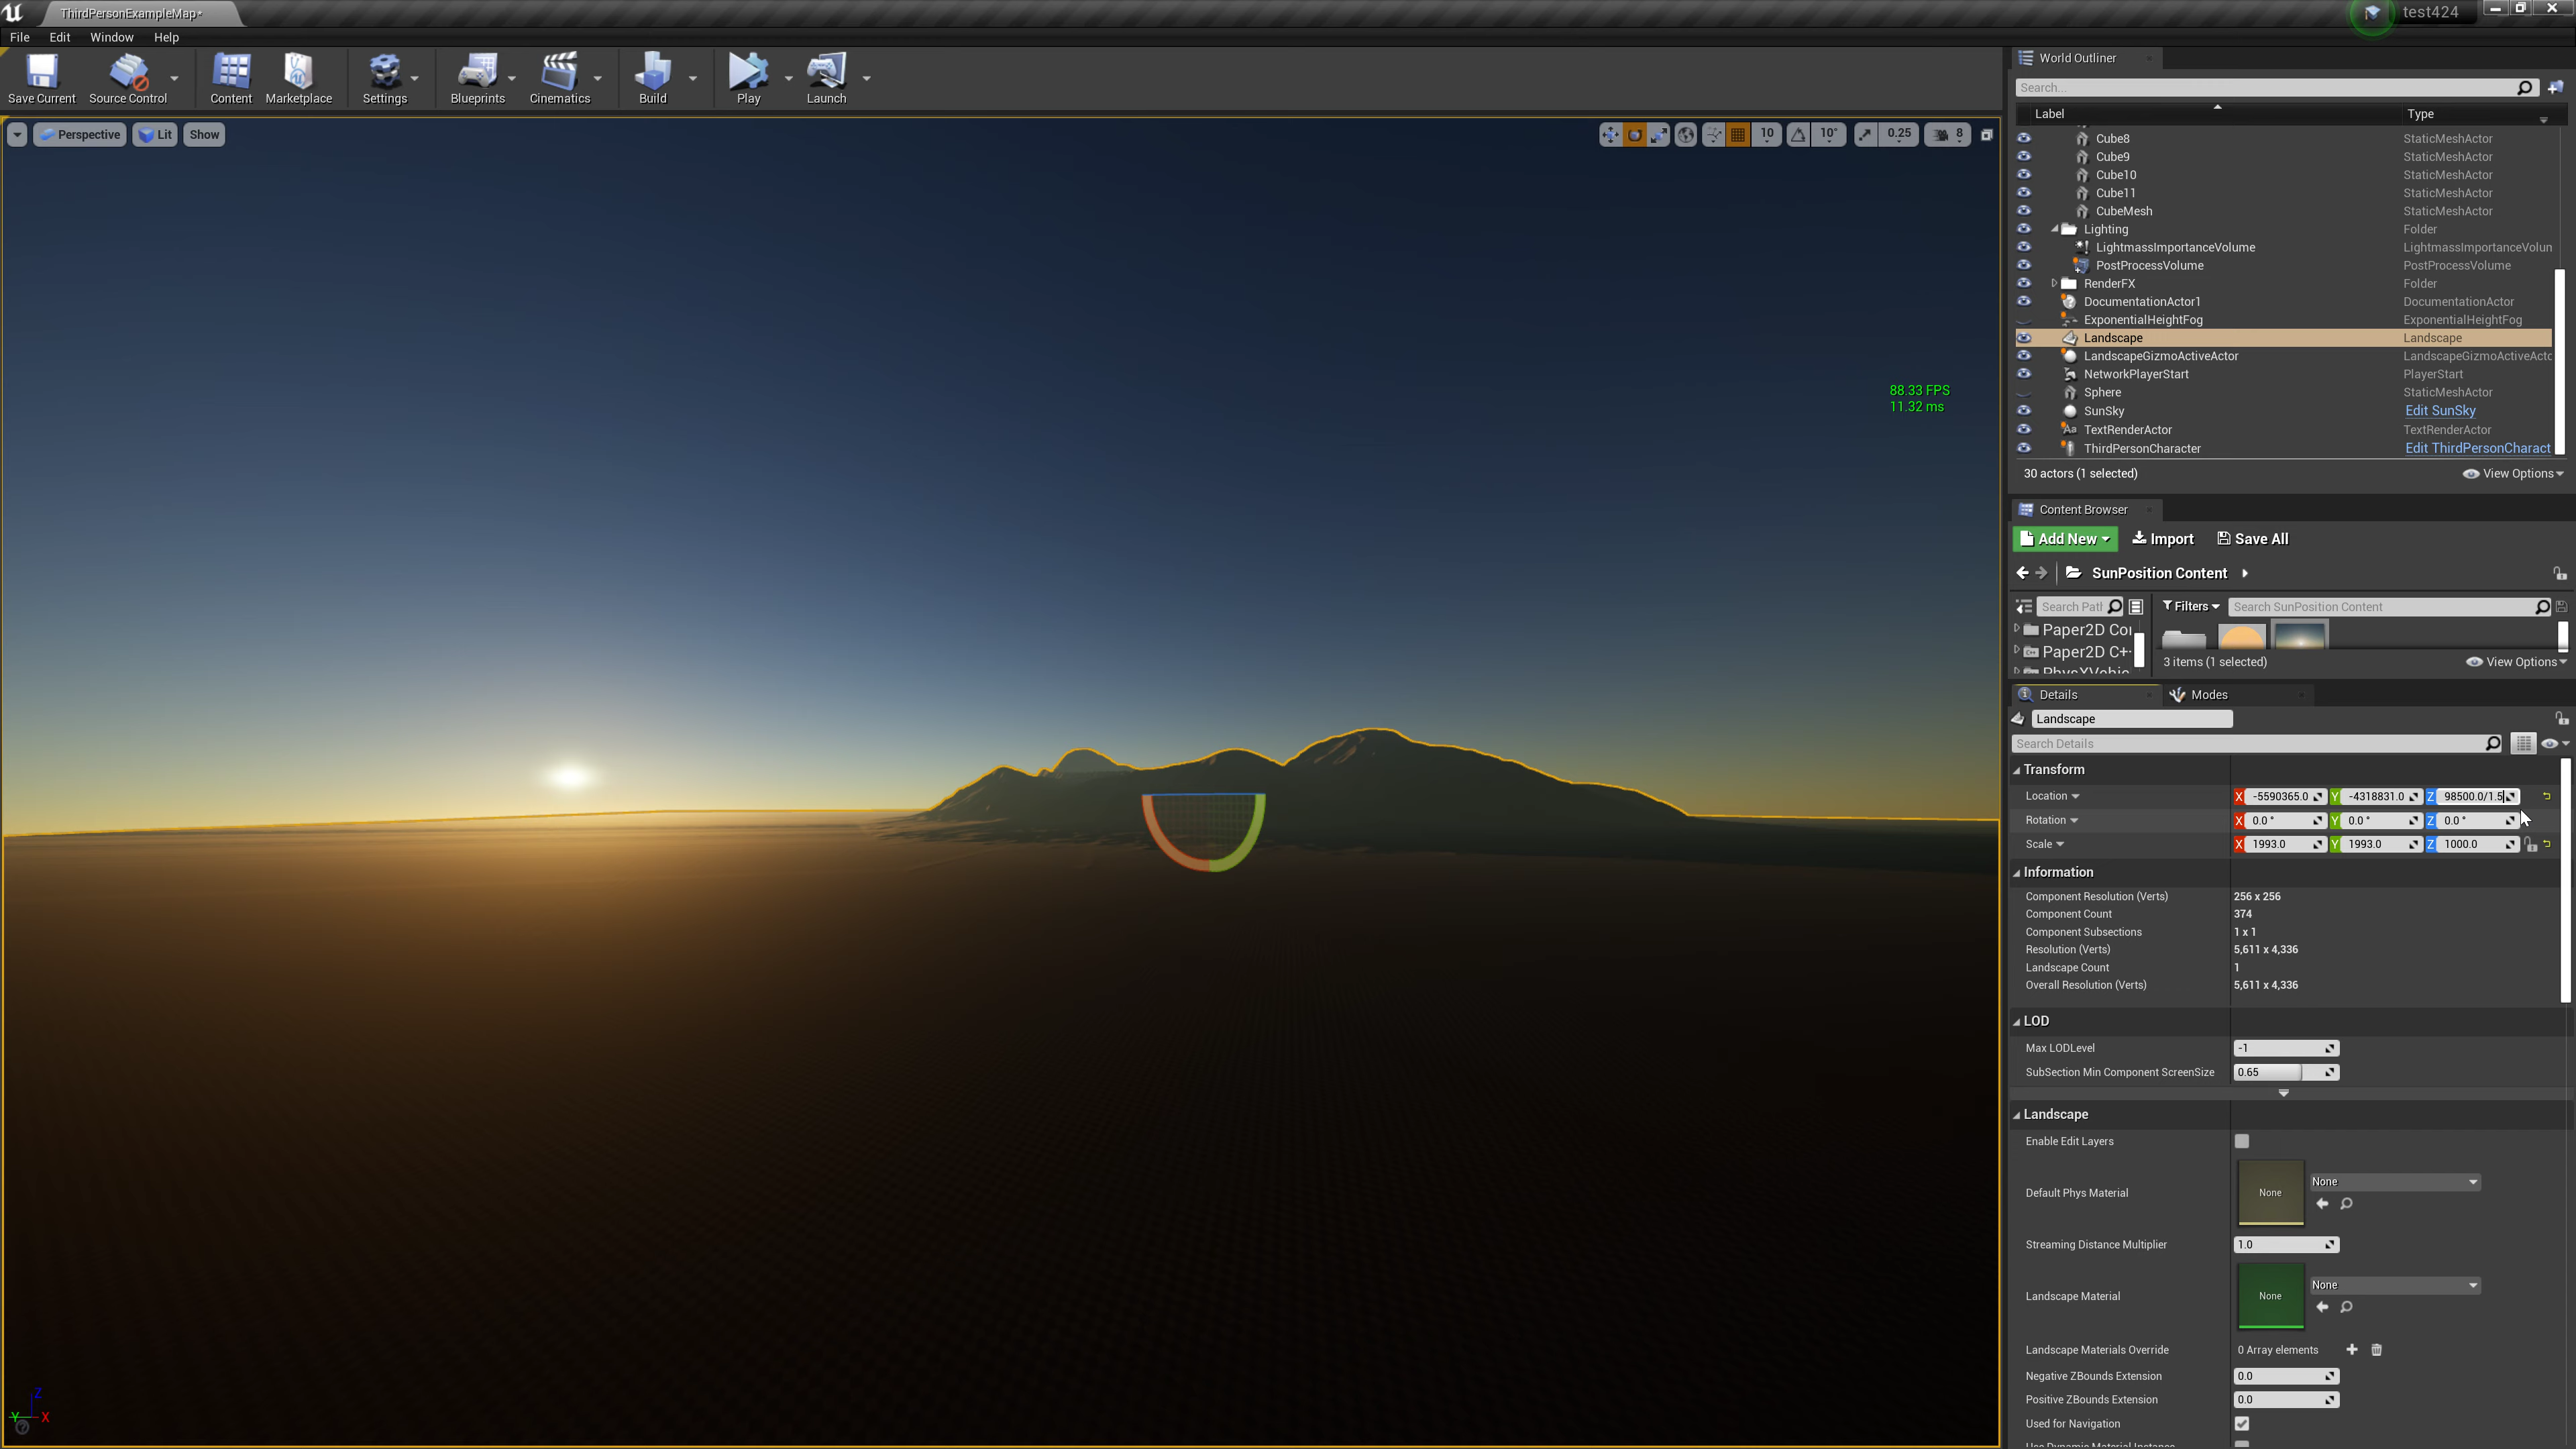 ThirdPersonExampleMap*
test424
File Edit Window Help
Save Current
Source Control
Content
Marketplace
Settings
Blueprints
Cinematics
Build
Play
Launch
Perspective
Lit
Show
10
10°
0.25
8
88.33 FPS
11.32 ms
World Outliner
Search...
Label Type
Cube8 StaticMeshActor
Cube9 StaticMeshActor
Cube10 StaticMeshActor
Cube11 StaticMeshActor
CubeMesh StaticMeshActor
Lighting Folder
LightmassImportanceVolume LightmassImportanceVolun
PostProcessVolume PostProcessVolume
RenderFX Folder
DocumentationActor1 DocumentationActor
ExponentialHeightFog ExponentialHeightFog
Landscape Landscape
LandscapeGizmoActiveActor LandscapeGizmoActiveActc
NetworkPlayerStart PlayerStart
Sphere StaticMeshActor
SunSky Edit SunSky
TextRenderActor TextRenderActor
ThirdPersonCharacter Edit ThirdPersonCharact
30 actors (1 selected) View Options
Content Browser
Add New Import Save All
SunPosition Content
Search Patl Filters Search SunPosition Content
Paper2D Co
Paper2D C+
3 items (1 selected) View Options
Details Modes
Landscape
Search Details
Transform
Location X -5590365.0 Y -4318831.0 Z 98500.0/1.5
Rotation X 0.0 ° Y 0.0 ° Z 0.0 °
Scale X 1993.0 Y 1993.0 Z 1000.0
Information
Component Resolution (Verts) 256 x 256
Component Count 374
Component Subsections 1 x 1
Resolution (Verts) 5,611 x 4,336
Landscape Count 1
Overall Resolution (Verts) 5,611 x 4,336
LOD
Max LODLevel -1
SubSection Min Component ScreenSize 0.65
Landscape
Enable Edit Layers
Default Phys Material None None
Streaming Distance Multiplier 1.0
Landscape Material None None
Landscape Materials Override 0 Array elements
Negative ZBounds Extension 0.0
Positive ZBounds Extension 0.0
Used for Navigation
Z
Y X